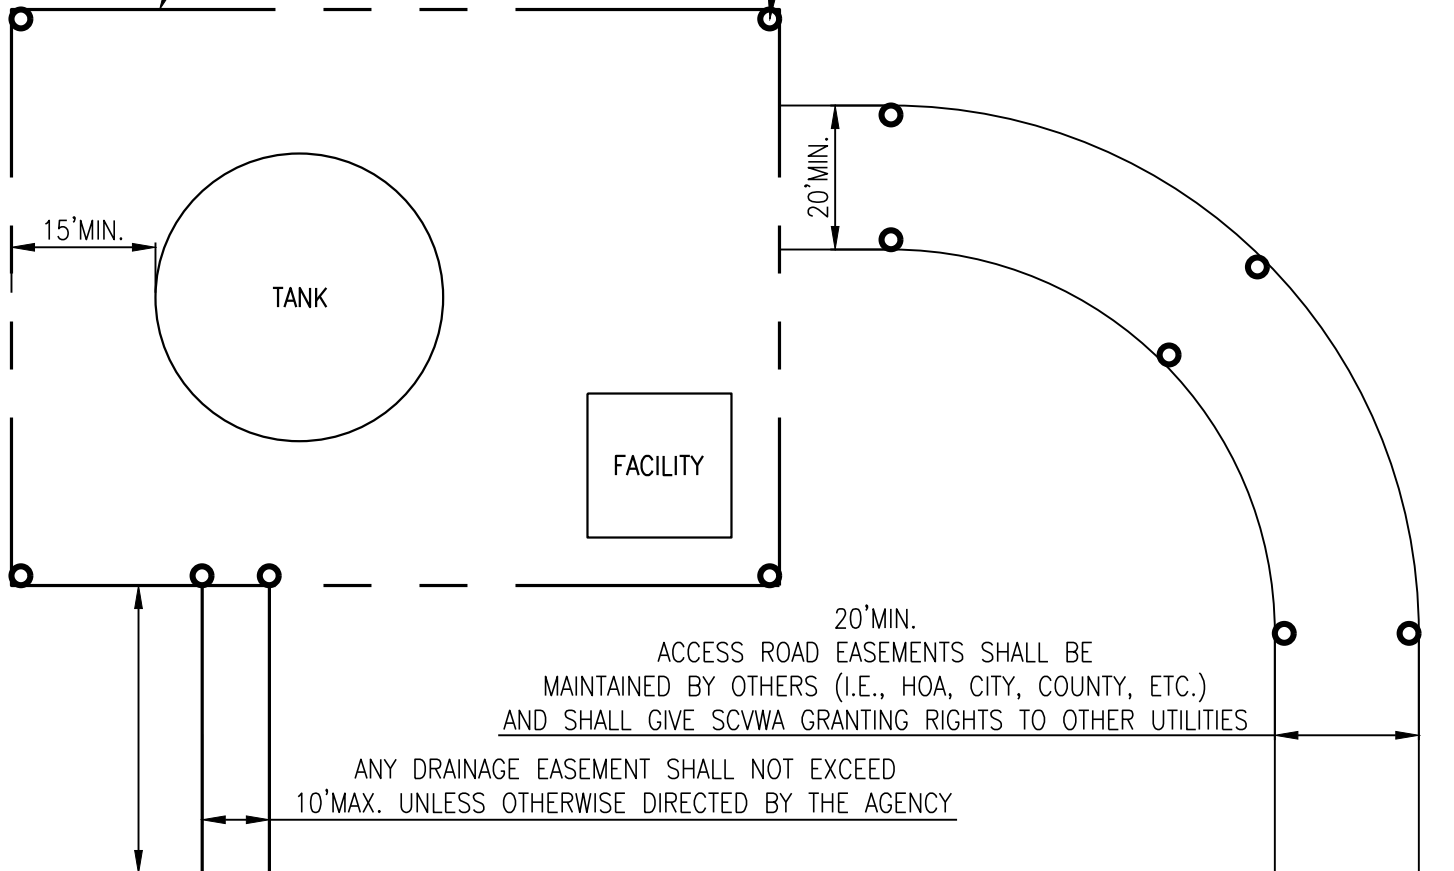 20'MIN.
15'MIN.
TANK
FACILITY
20'MIN.
ACCESS ROAD EASEMENTS SHALL BE
MAINTAINED BY OTHERS (I.E., HOA, CITY, COUNTY, ETC.)
AND SHALL GIVE SCVWA GRANTING RIGHTS TO OTHER UTILITIES
ANY DRAINAGE EASEMENT SHALL NOT EXCEED
10'MAX. UNLESS OTHERWISE DIRECTED BY THE AGENCY